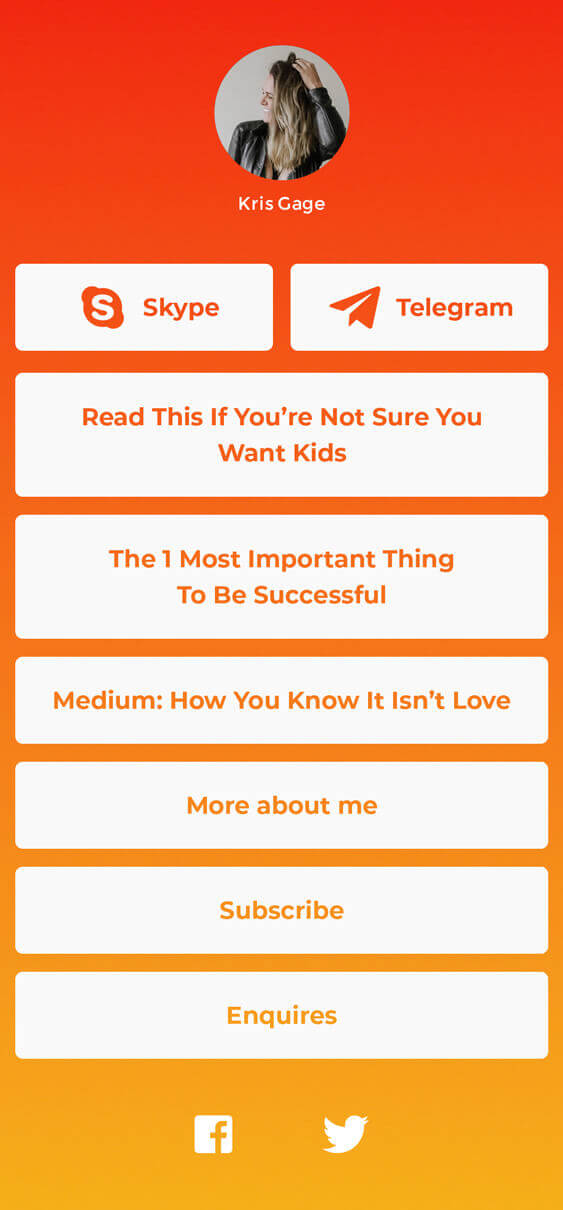 Kris Gage
Skype
Telegram
Read This If You’re Not Sure You
Want Kids
The 1 Most Important Thing
To Be Successful
Medium: How You Know It Isn’t Love
More about me
Subscribe
Enquires